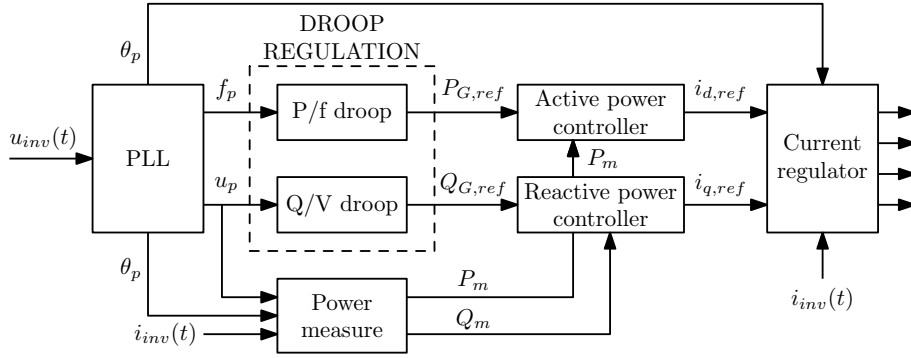 DROOP
REGULATION
θ_p
f_p
P_{G,ref}
i_{d,ref}
P/f droop
Active power
controller
u_{inv}(t)
PLL
P_m
Current
regulator
u_p
Q_{G,ref}
i_{q,ref}
Q/V droop
Reactive power
controller
θ_p
P_m
Power
measure
Q_m
i_{inv}(t)
i_{inv}(t)